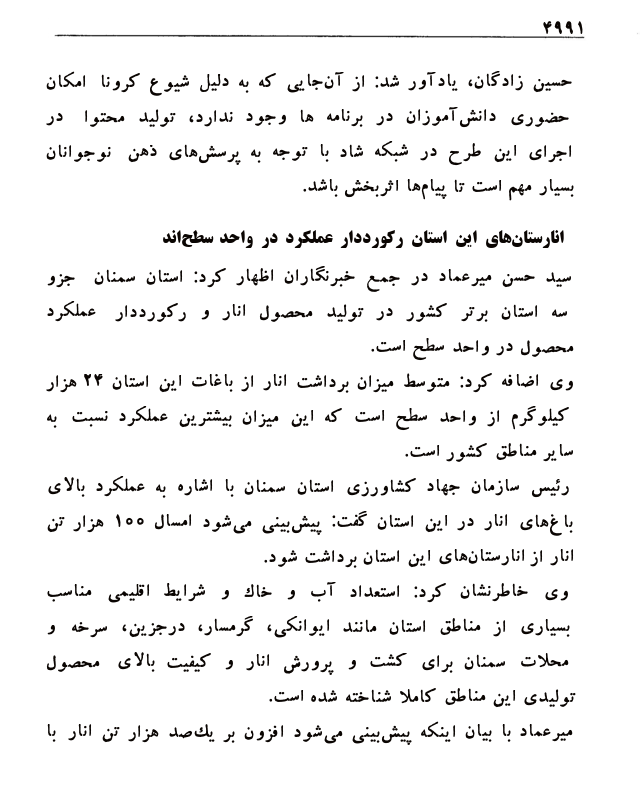 ۴۹۹۱
حسین زادگان، یادآور شد: از آن‌جایی که به دلیل شیوع کرونا امکان
حضوری دانش‌آموزان در برنامه ها وجود ندارد، تولید محتوا در
اجرای این طرح در شبکه شاد با توجه به پرسش‌های ذهن نوجوانان
بسیار مهم است تا پیام‌ها اثربخش باشد.
انارستان‌های این استان رکورددار عملکرد در واحد سطح‌اند
سید حسن میرعماد در جمع خبرنگاران اظهار کرد: استان سمنان جزو
سه استان برتر کشور در تولید محصول انار و رکورددار عملکرد
محصول در واحد سطح است.
وی اضافه کرد: متوسط میزان برداشت انار از باغات این استان ۲۴ هزار
کیلوگرم از واحد سطح است که این میزان بیشترین عملکرد نسبت به
سایر مناطق کشور است.
رئیس سازمان جهاد کشاورزی استان سمنان با اشاره به عملکرد بالای
باغ‌های انار در این استان گفت: پیش‌بینی می‌شود امسال ۱۰۰ هزار تن
انار از انارستان‌های این استان برداشت شود.
وی خاطرنشان کرد: استعداد آب و خاك و شرایط اقلیمی مناسب
بسیاری از مناطق استان مانند ایوانکی، گرمسار، درجزین، سرخه و
محلات سمنان برای کشت و پرورش انار و کیفیت بالای محصول
تولیدی این مناطق کاملا شناخته شده است.
میرعماد با بیان اینکه پیش‌بینی می‌شود افزون بر یك‌صد هزار تن انار با